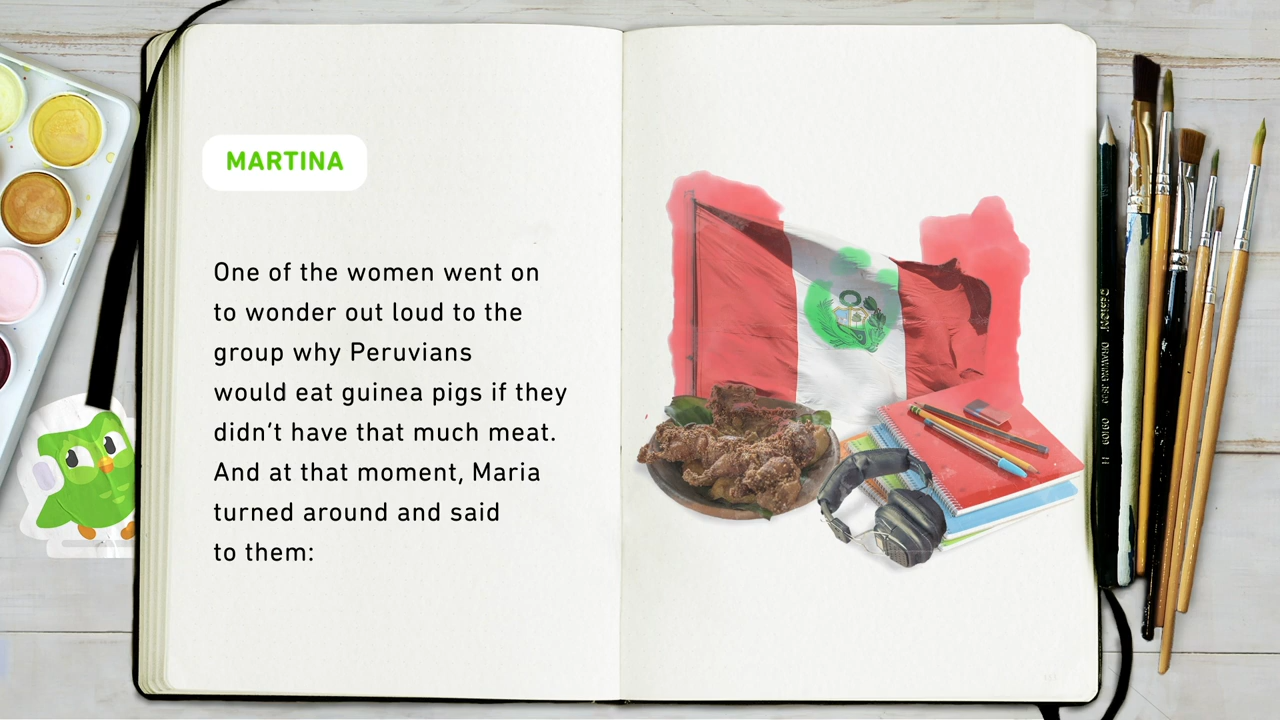 MARTINA
One of the women went on
to wonder out loud to the
group why Peruvians
would eat guinea pigs if they
didn't have that much meat.
And at that moment, Maria
turned around and said
to them: